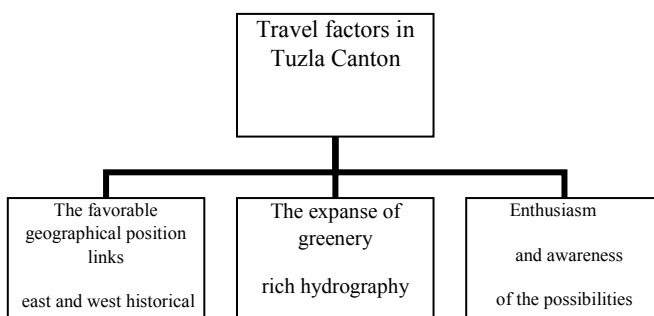 Travel factors in
Tuzla Canton
The favorable
geographical position
links
east and west historical
The expanse of
greenery
rich hydrography
Enthusiasm
and awareness
of the possibilities